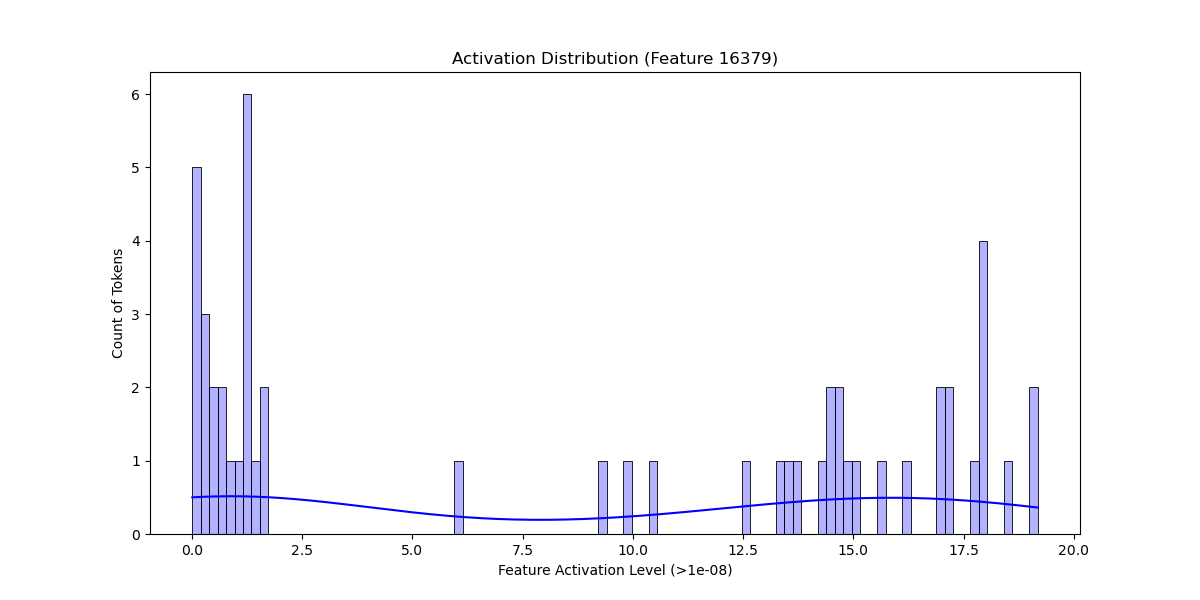 Activation Distribution (Feature 16379)
6
5
4
3
2
1
0
Count of Tokens
0.0 2.5 5.0 7.5 10.0 12.5 15.0 17.5 20.0
Feature Activation Level (>1e-08)